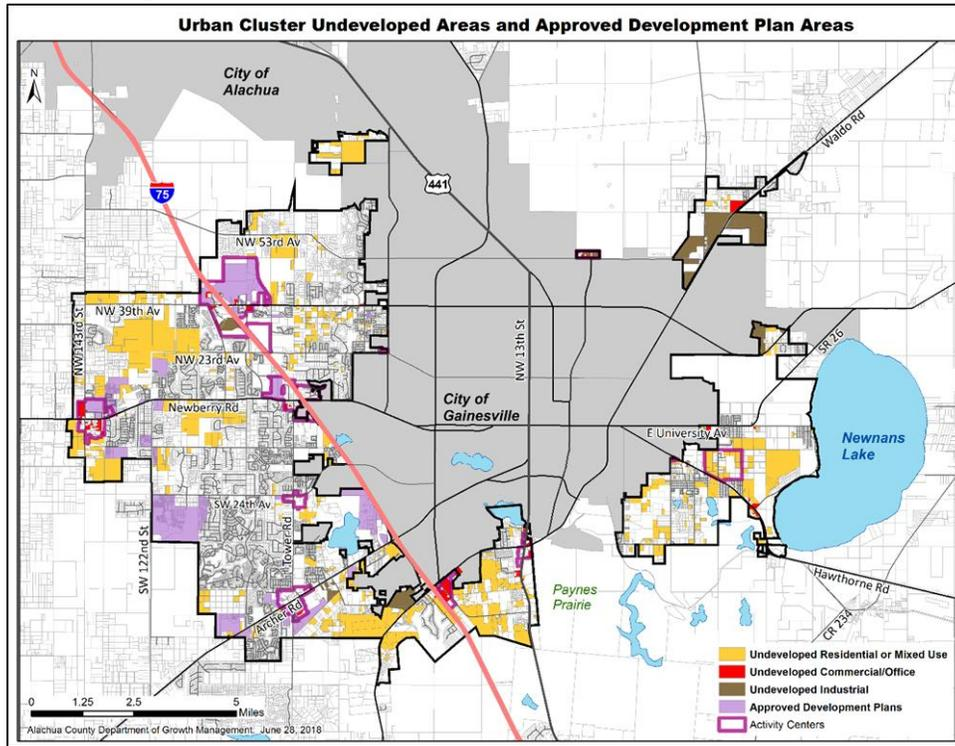 Urban Cluster Undeveloped Areas and Approved Development Plan Areas
N
City of
Alachua
75
441
Waldo Rd
NW 53rd Av
NW 143rd St
NW 39th Av
NW 23rd Av
NW 13th St
SR 26
Newberry Rd
City of
Gainesville
E University Av
Newnans
Lake
SW 24th Av
SW 122nd St
Tower Rd
Archer Rd
Paynes
Prairie
Hawthorne Rd
CR 234
Undeveloped Residential or Mixed Use
Undeveloped Commercial/Office
Undeveloped Industrial
Approved Development Plans
Activity Centers
0 1.25 2.5 5
Miles
Alachua County Department of Growth Management: June 28, 2018